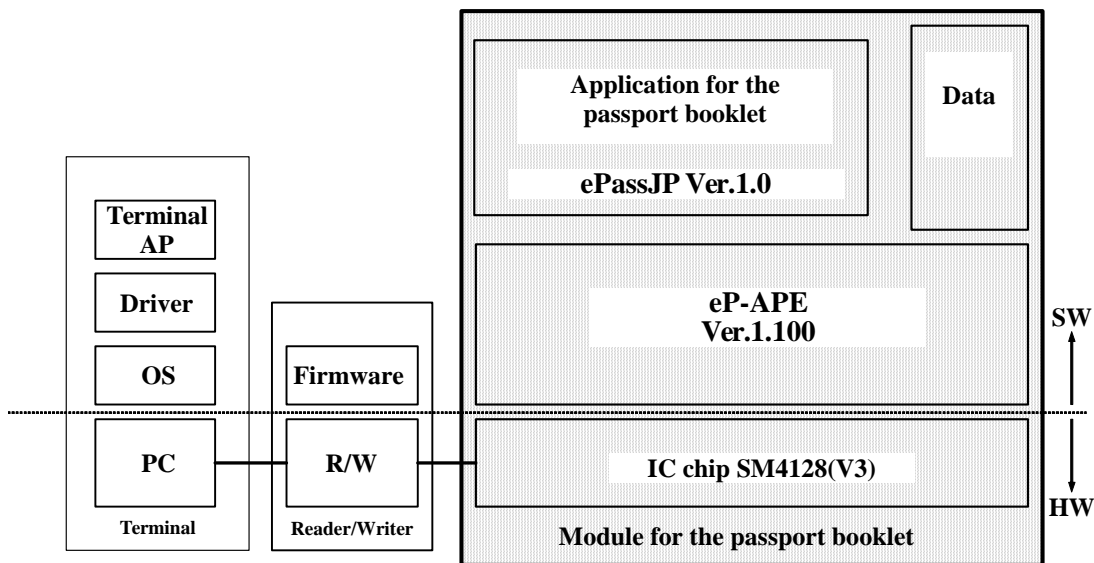 Application for the
passport booklet
ePassJP Ver.1.0
Data
Terminal
AP
Driver
OS
PC
Terminal
Firmware
R/W
Reader/Writer
eP-APE
Ver.1.100
IC chip SM4128(V3)
Module for the passport booklet
SW
HW